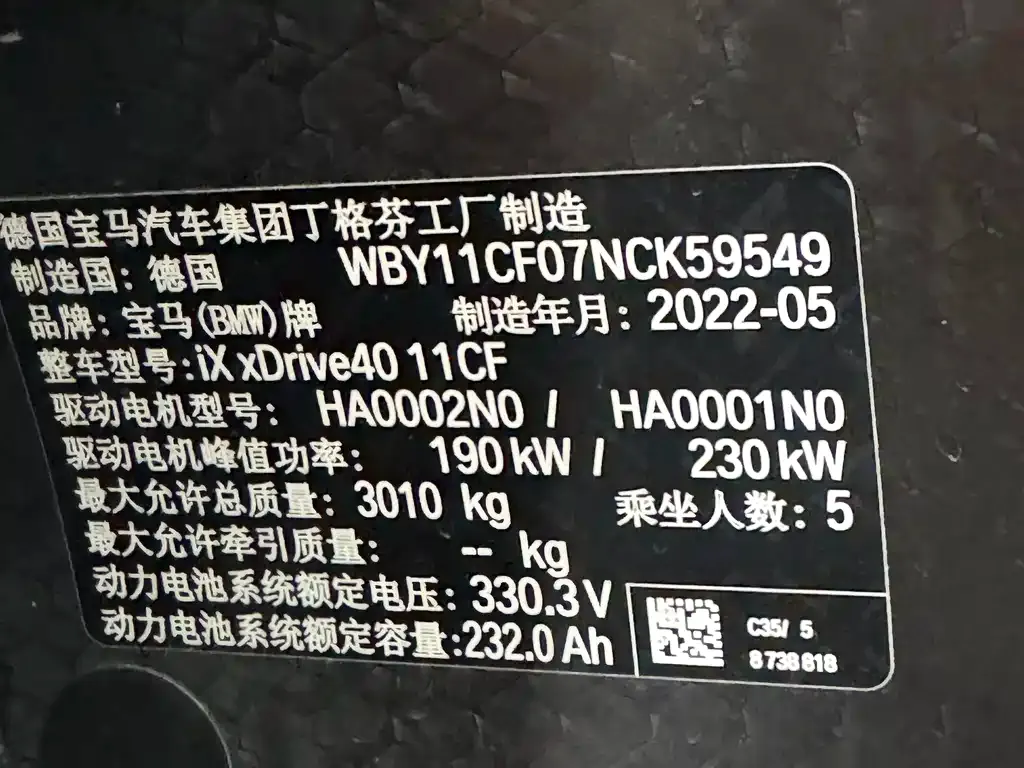 德国宝马汽车集团丁格芬工厂制造
制造国：德国 WBY11CF07NCK59549
品牌：宝马(BMW)牌 制造年月：2022-05
整车型号:iX xDrive40 11CF
驱动电机型号： HA0002N0 / HA0001N0
驱动电机峰值功率： 190 kW / 230 kW
最大允许总质量：3010 kg 乘坐人数：5
最大允许牵引质量： -- kg
动力电池系统额定电压：330.3 V
动力电池系统额定容量:232.0 Ah
C35/ 5
8 738 818